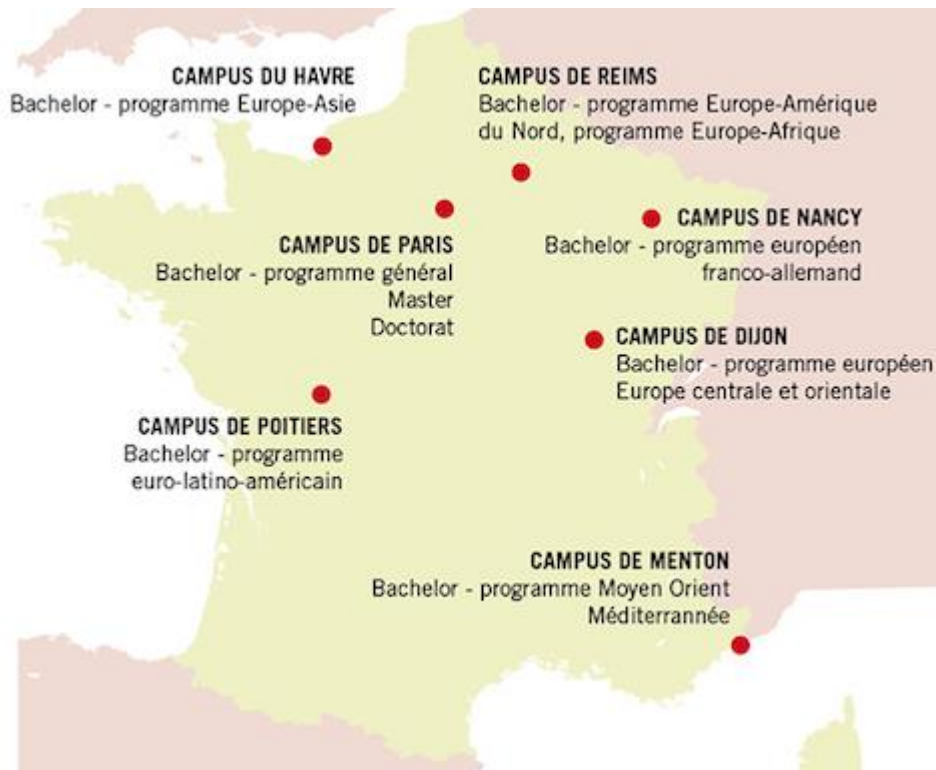 CAMPUS DU HAVRE
Bachelor - programme Europe-Asie
CAMPUS DE REIMS
Bachelor - programme Europe-Amérique
du Nord, programme Europe-Afrique
CAMPUS DE PARIS
Bachelor - programme général
Master
Doctorat
CAMPUS DE NANCY
Bachelor - programme européen
franco-allemand
CAMPUS DE DIJON
Bachelor - programme européen
Europe centrale et orientale
CAMPUS DE POITIERS
Bachelor - programme
euro-latino-américain
CAMPUS DE MENTON
Bachelor - programme Moyen Orient
Méditerrannée